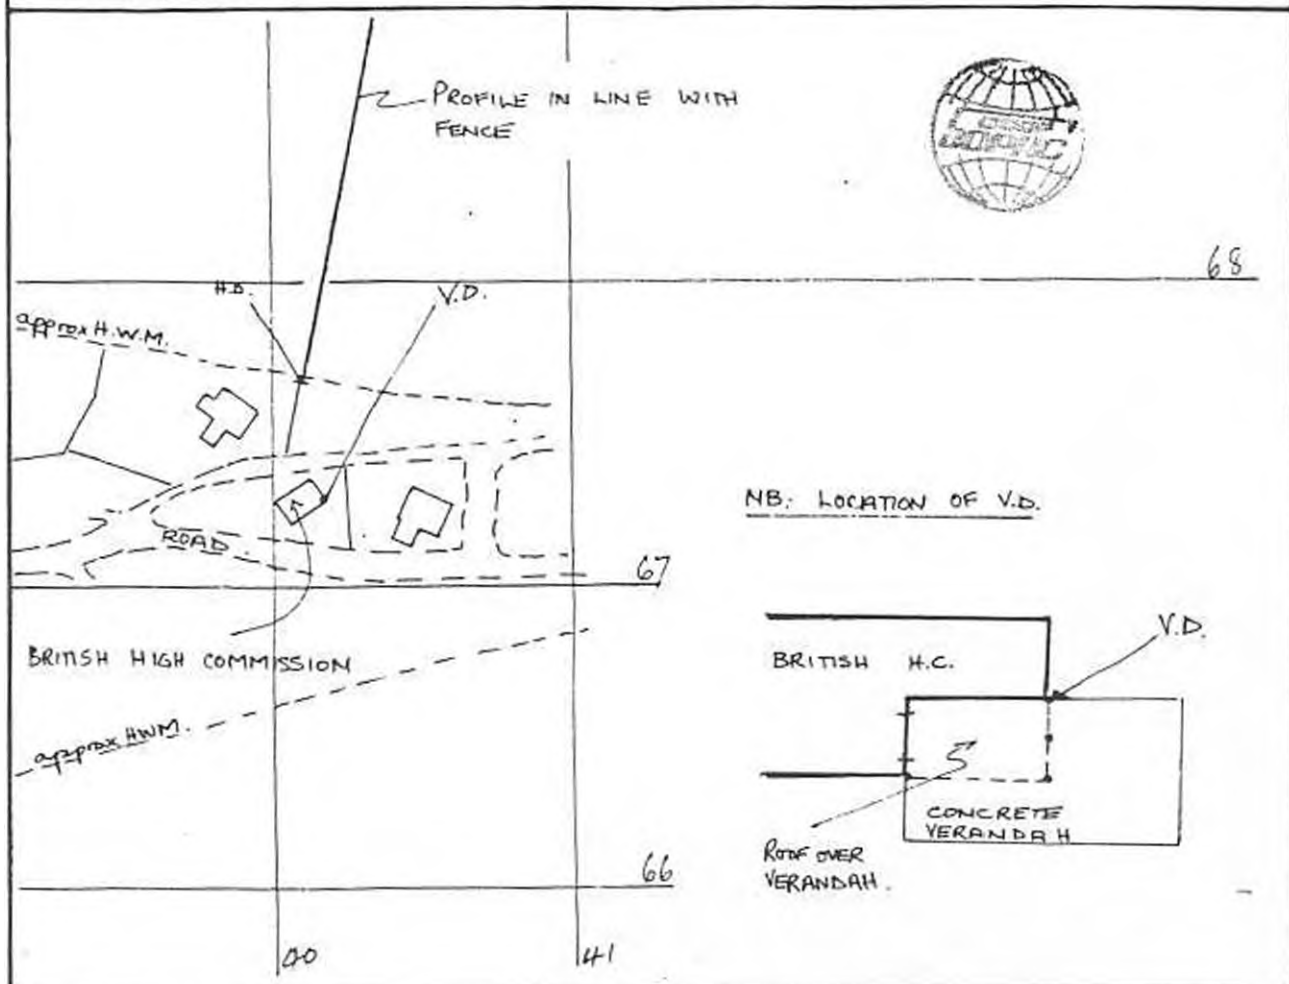 PROFILE IN LINE WITH
FENCE
68
H.D.
V.D.
approx H.W.M.
NB: LOCATION OF V.D.
ROAD
67
V.D.
BRITISH HIGH COMMISSION
BRITISH H.C.
approx HWM.
CONCRETE
VERANDAH
ROOF OVER
VERANDAH.
66
40
41